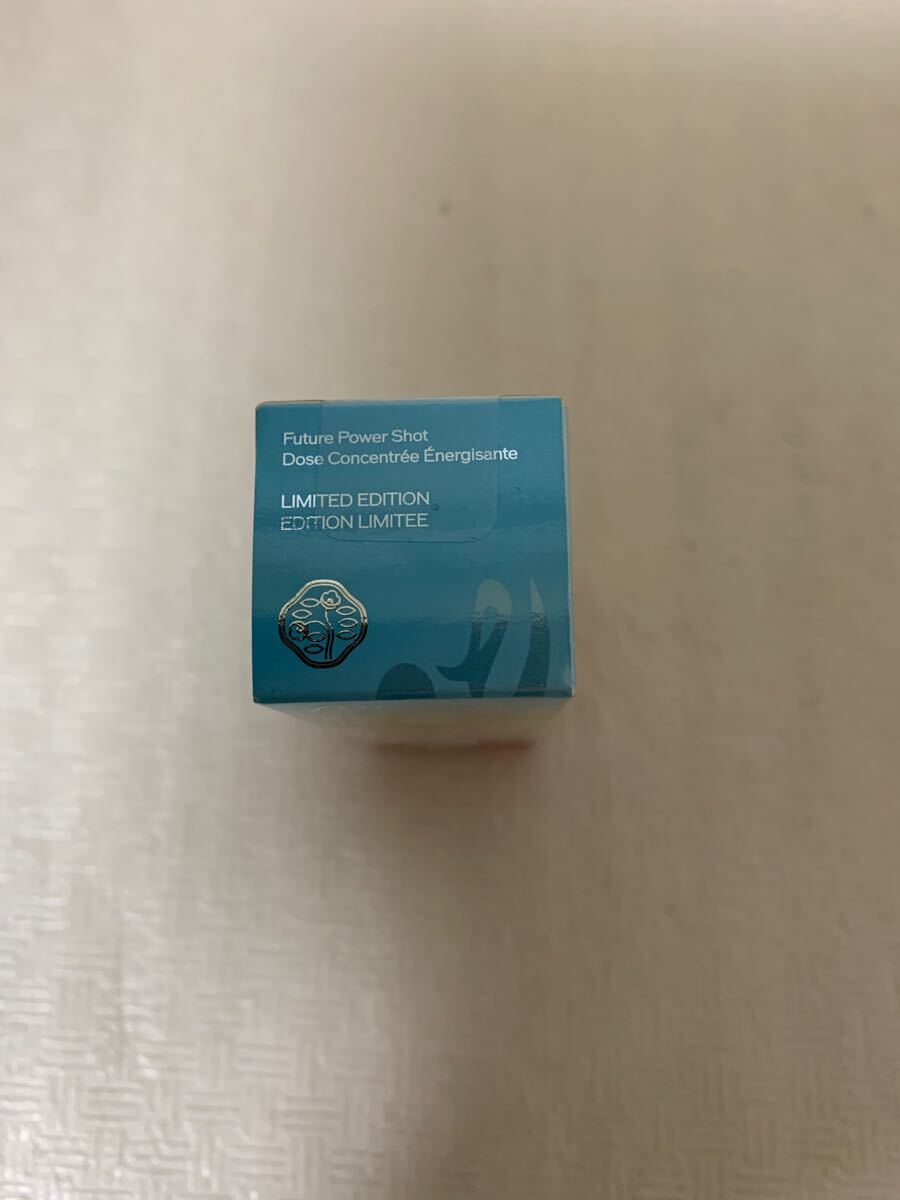 Future Power Shot
Dose Concentrée Énergisante
LIMITED EDITION
EDITION LIMITEE